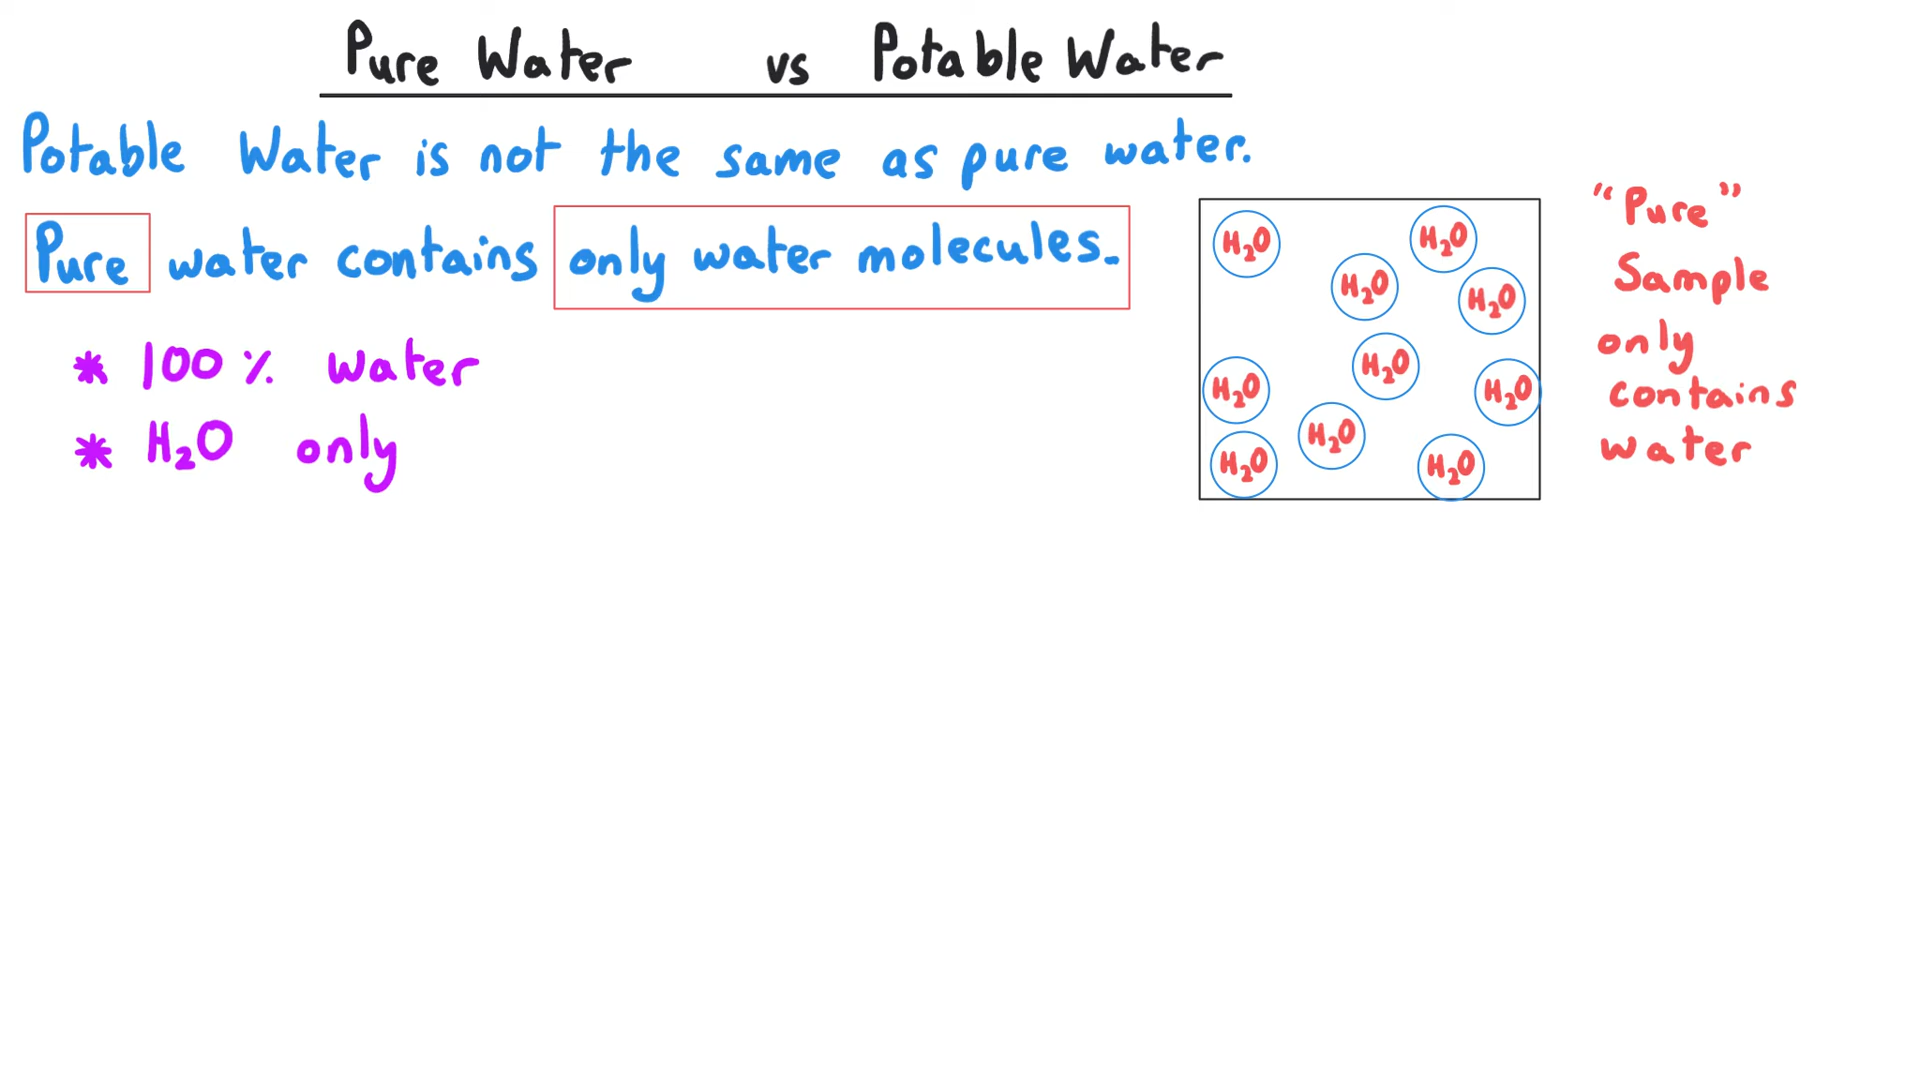 Pure Water vs Potable Water
Potable Water is not the same as pure water.
Pure water contains only water molecules.
* 100% water
* H₂O only
H₂O
H₂O
H₂O
H₂O
H₂O
H₂O
H₂O
H₂O
H₂O
H₂O
"Pure"
Sample
only
contains
water